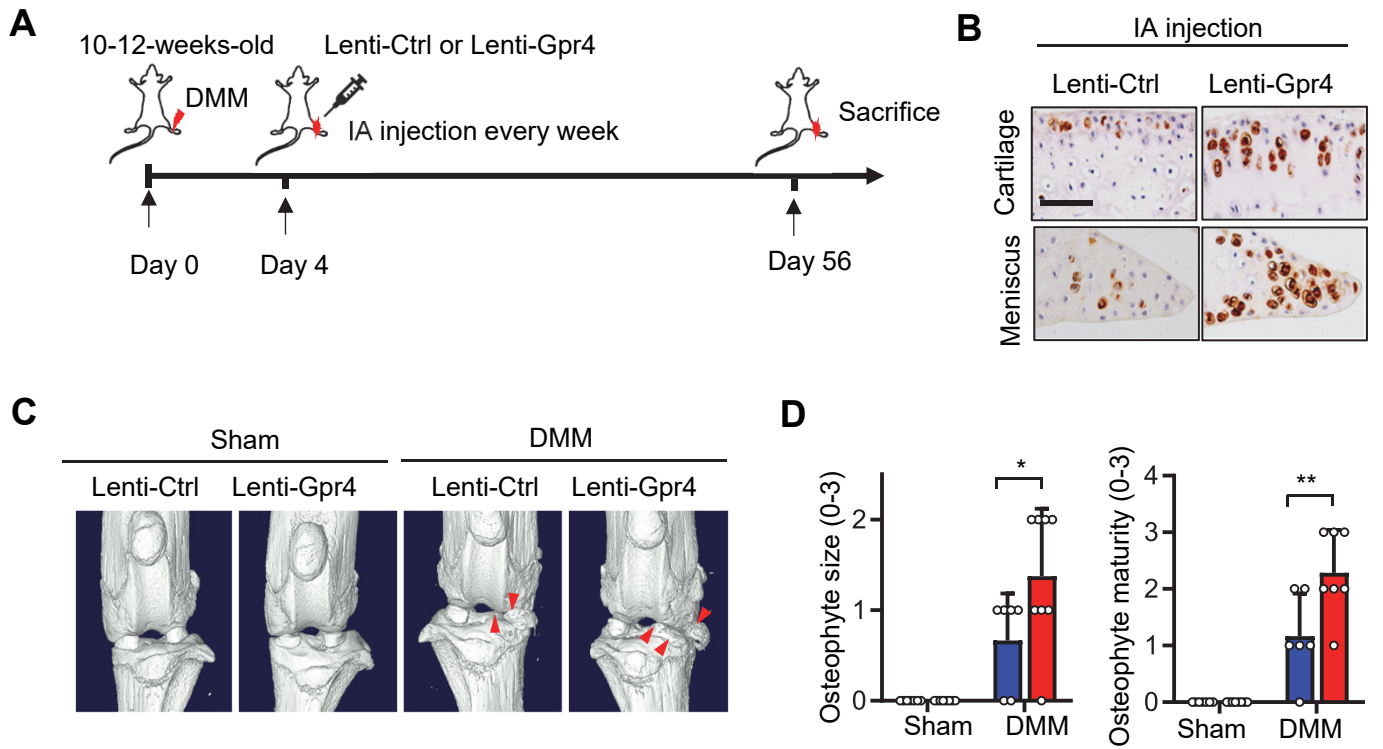 A
10-12-weeks-old
Lenti-Ctrl or Lenti-Gpr4
DMM
IA injection every week
Sacrifice
Day 0
Day 4
Day 56
B
IA injection
Lenti-Ctrl
Lenti-Gpr4
Cartilage
Meniscus
C
Sham
DMM
Lenti-Ctrl
Lenti-Gpr4
Lenti-Ctrl
Lenti-Gpr4
D
Osteophyte size (0-3)
2
1
0
*
Sham
DMM
Osteophyte maturity (0-3)
4
3
2
1
0
**
Sham
DMM